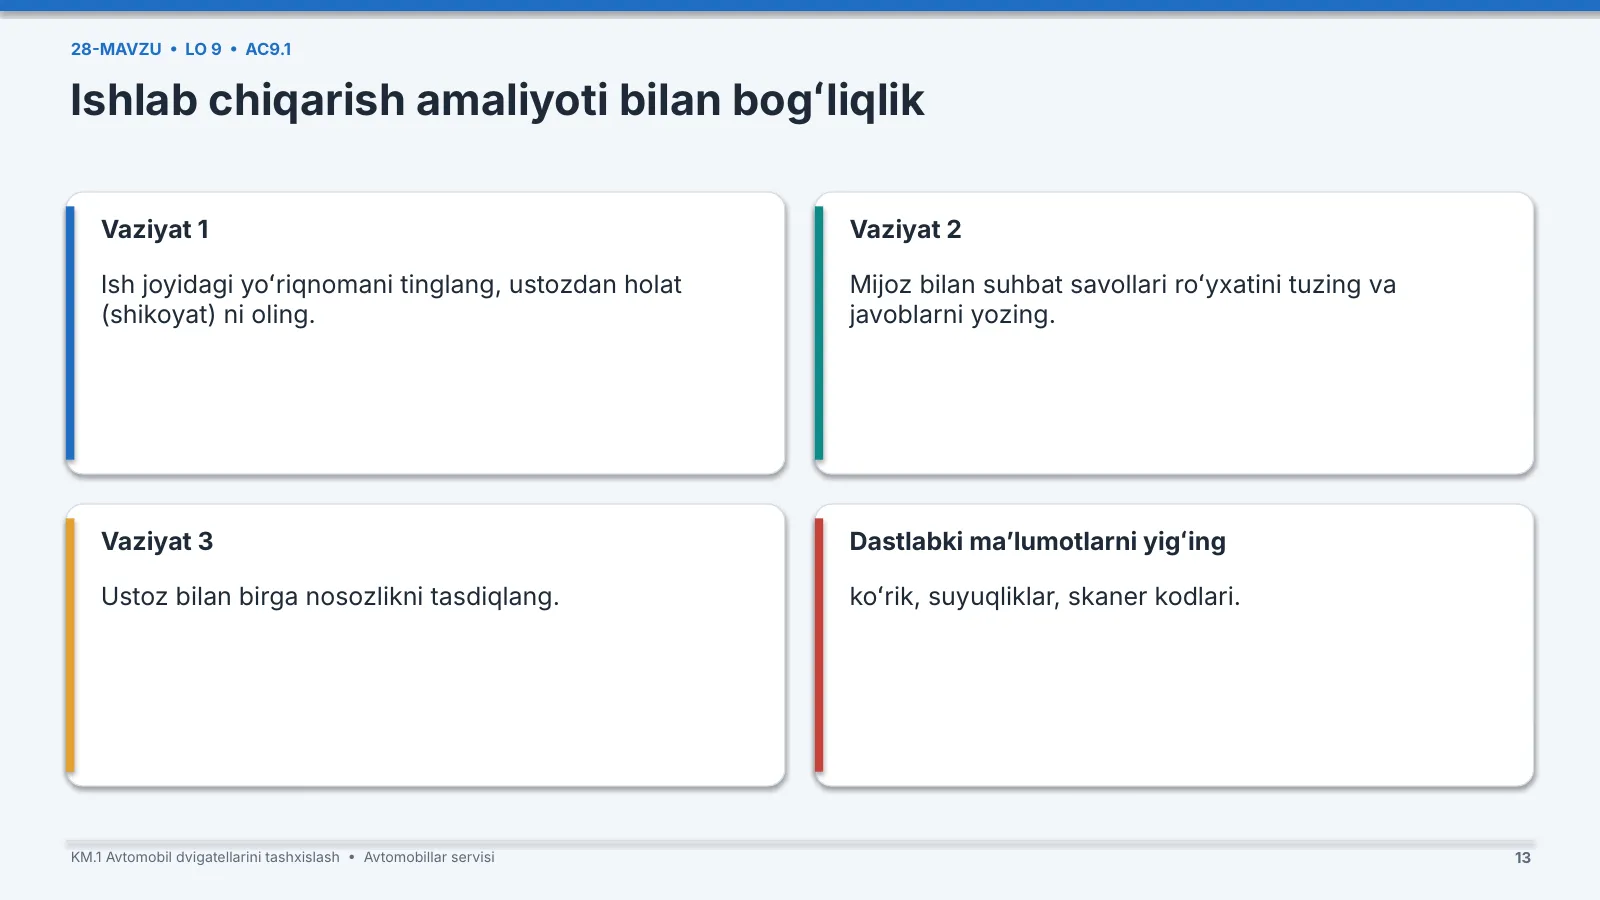 28-MAVZU • LO 9 • AC9.1
Ishlab chiqarish amaliyoti bilan bogʻliqlik
Vaziyat 1
Ish joyidagi yoʻriqnomani tinglang, ustozdan holat
(shikoyat) ni oling.
Vaziyat 2
Mijoz bilan suhbat savollari roʻyxatini tuzing va
javoblarni yozing.
Vaziyat 3
Ustoz bilan birga nosozlikni tasdiqlang.
Dastlabki maʼlumotlarni yigʻing
koʻrik, suyuqliklar, skaner kodlari.
KM.1 Avtomobil dvigatellarini tashxislash • Avtomobillar servisi
13